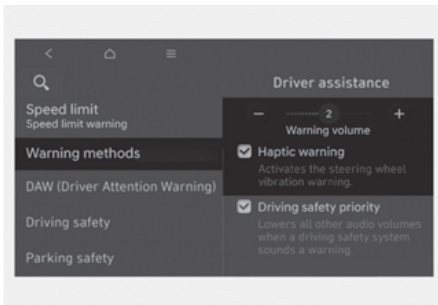 Driver assistance
Speed limit
Speed limit warning
Warning methods
DAW (Driver Attention Warning)
Driving safety
Parking safety
− 2 +
Warning volume
Haptic warning
Activates the steering wheel
vibration warning.
Driving safety priority
Lowers all other audio volumes
when a driving safety system
sounds a warning.